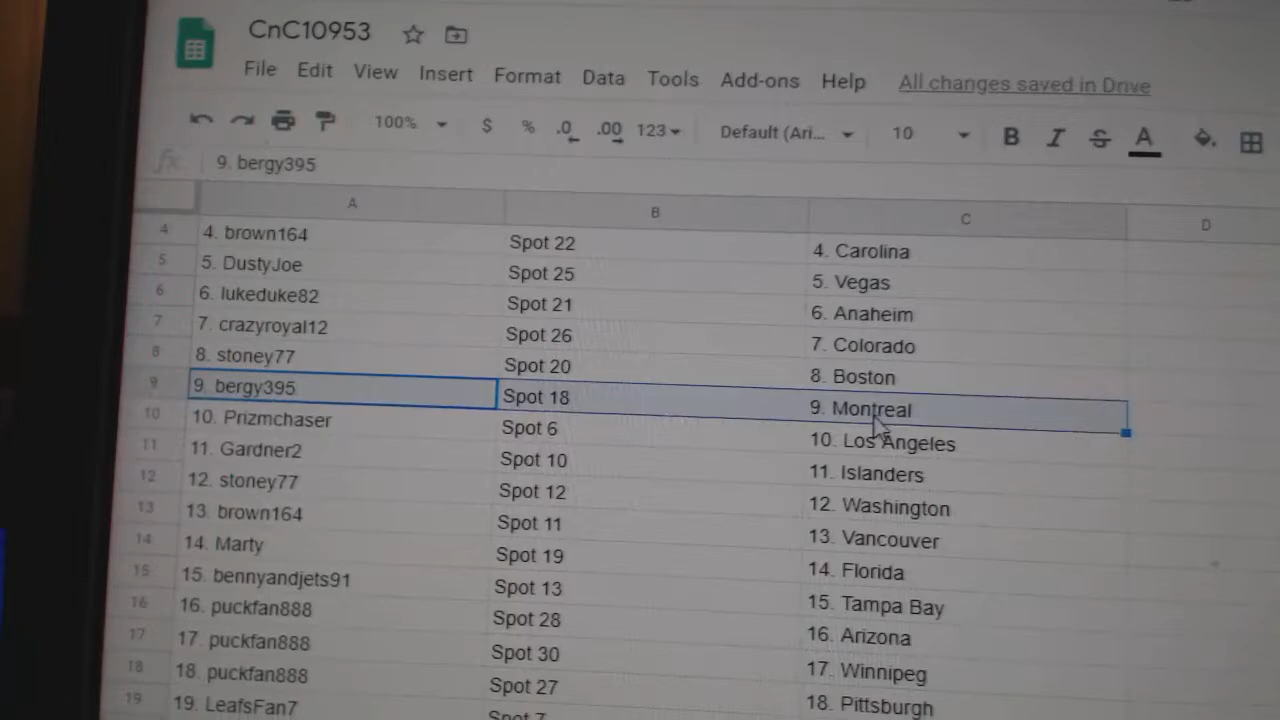 CnC10953
File Edit View Insert Format Data Tools Add-ons Help All changes saved in Drive
100% $ % .0 .00 123 Default (Ari... 10 B I S A
fx 9. bergy395
A B C D
4 4. brown164 Spot 22 4. Carolina
5 5. DustyJoe Spot 25 5. Vegas
6 6. lukeduke82 Spot 21 6. Anaheim
7 7. crazyroyal12 Spot 26 7. Colorado
8 8. stoney77 Spot 20 8. Boston
9 9. bergy395 Spot 18 9. Montreal
10 10. Prizmchaser Spot 6 10. Los Angeles
11 11. Gardner2 Spot 10 11. Islanders
12 12. stoney77 Spot 12 12. Washington
13 13. brown164 Spot 11 13. Vancouver
14 14. Marty Spot 19 14. Florida
15 15. bennyandjets91 Spot 13 15. Tampa Bay
16 16. puckfan888 Spot 28 16. Arizona
17 17. puckfan888 Spot 30 17. Winnipeg
18 18. puckfan888 Spot 27 18. Pittsburgh
19 19. LeafsFan7 Spot 7